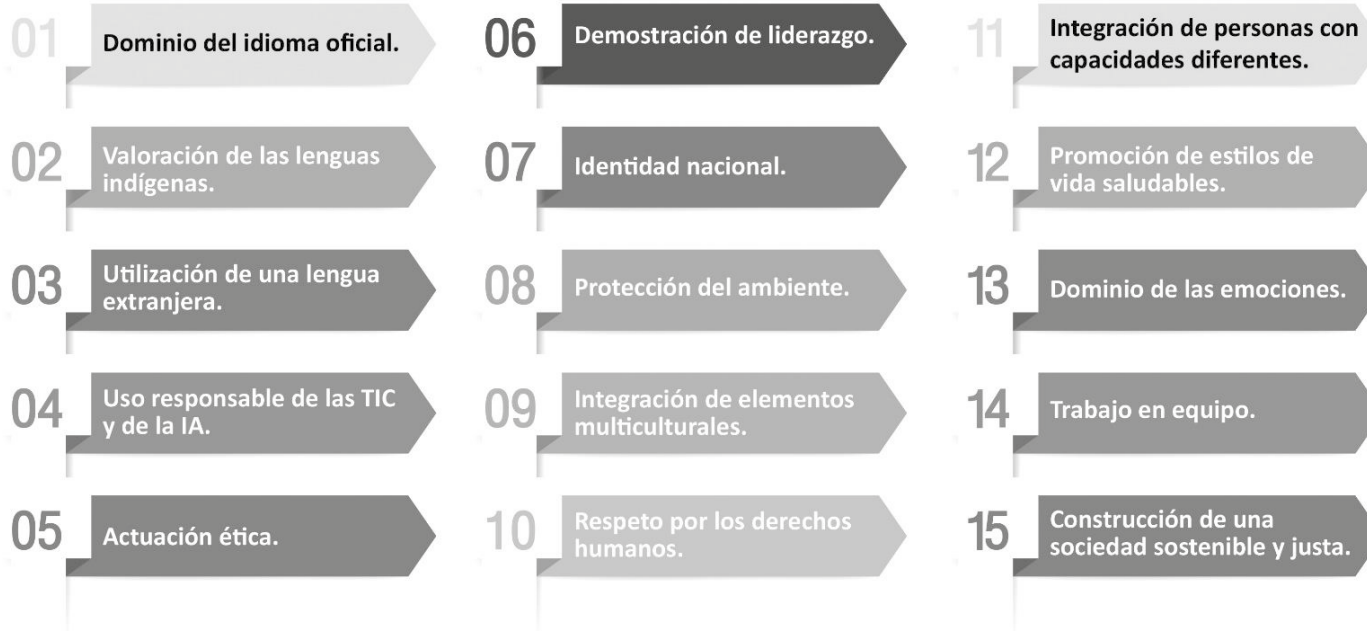 01
Dominio del idioma oficial.
02
Valoración de las lenguas
indígenas.
03
Utilización de una lengua
extranjera.
04
Uso responsable de las TIC
y de la IA.
05
Actuación ética.
06
Demostración de liderazgo.
07
Identidad nacional.
08
Protección del ambiente.
09
Integración de elementos
multiculturales.
10
Respeto por los derechos
humanos.
11
Integración de personas con
capacidades diferentes.
12
Promoción de estilos de
vida saludables.
13
Dominio de las emociones.
14
Trabajo en equipo.
15
Construcción de una
sociedad sostenible y justa.